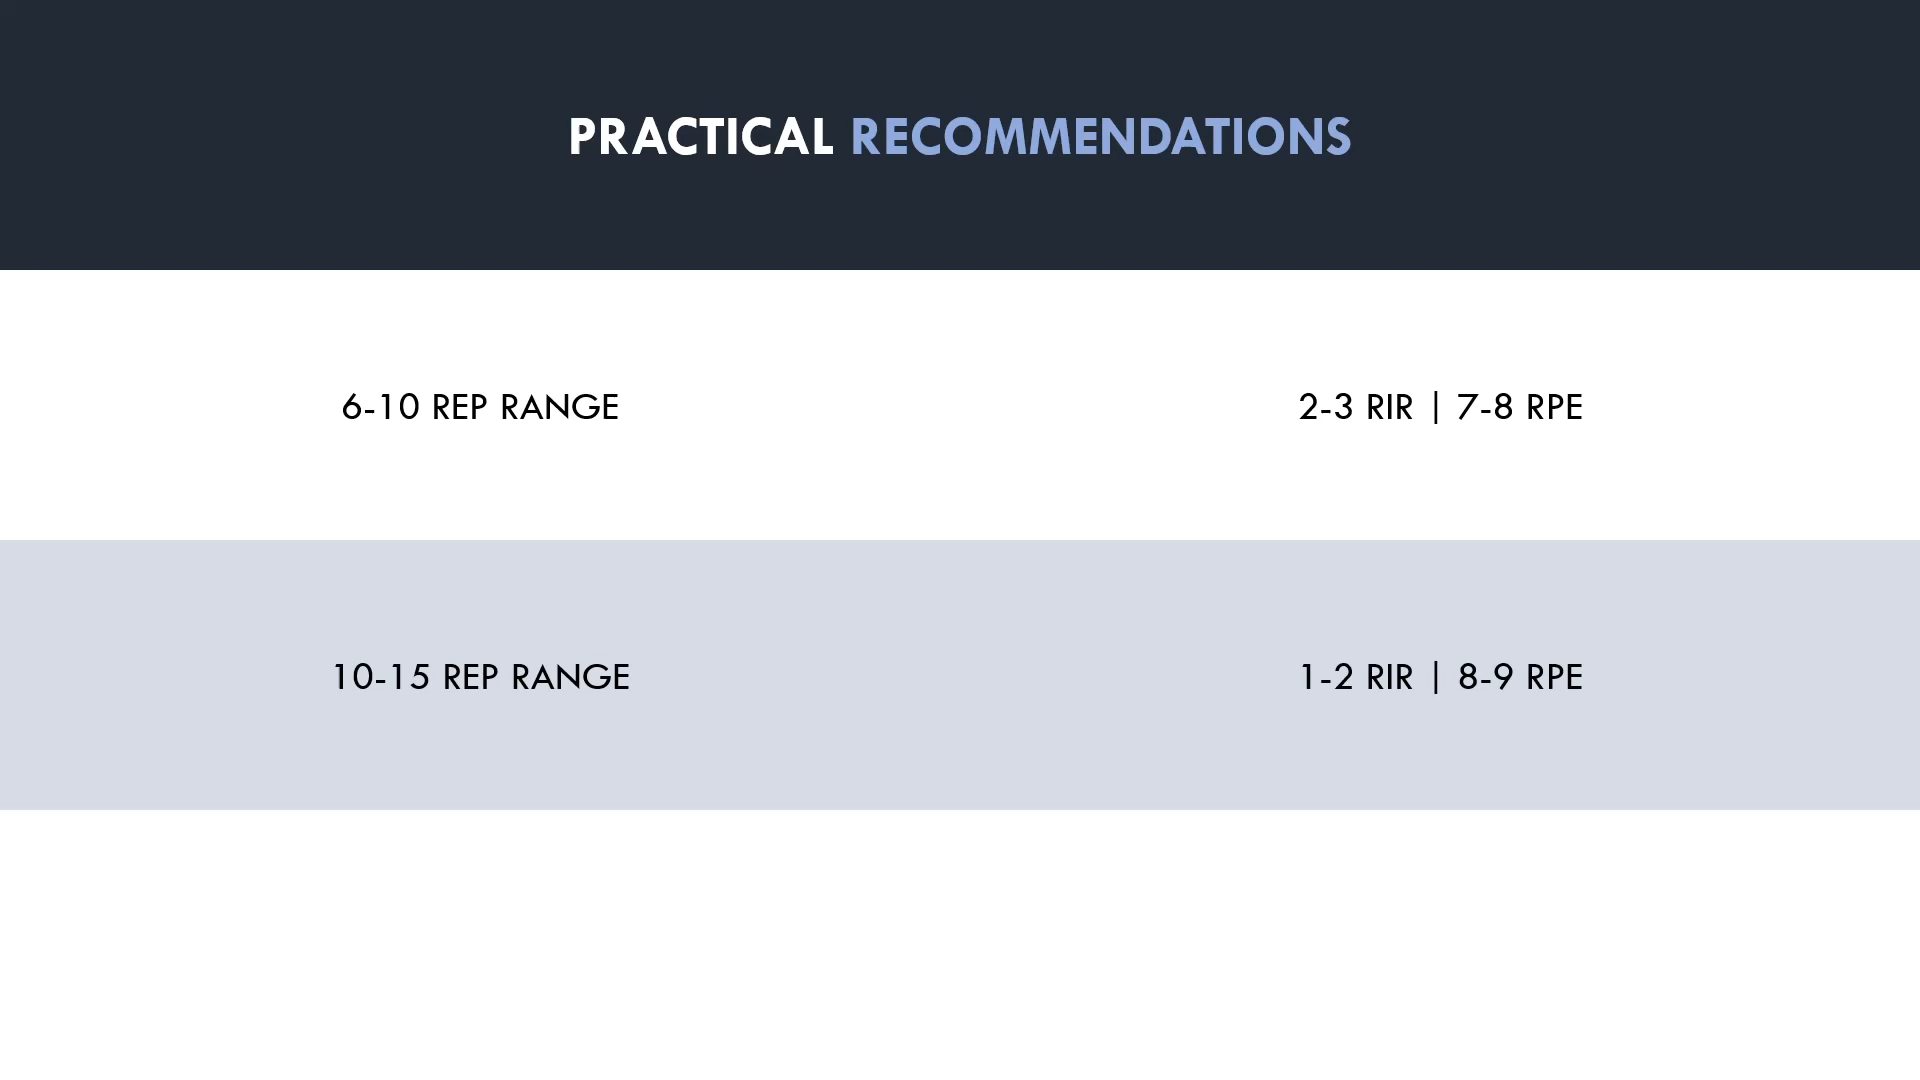 PRACTICAL RECOMMENDATIONS
6-10 REP RANGE
2-3 RIR | 7-8 RPE
10-15 REP RANGE
1-2 RIR | 8-9 RPE